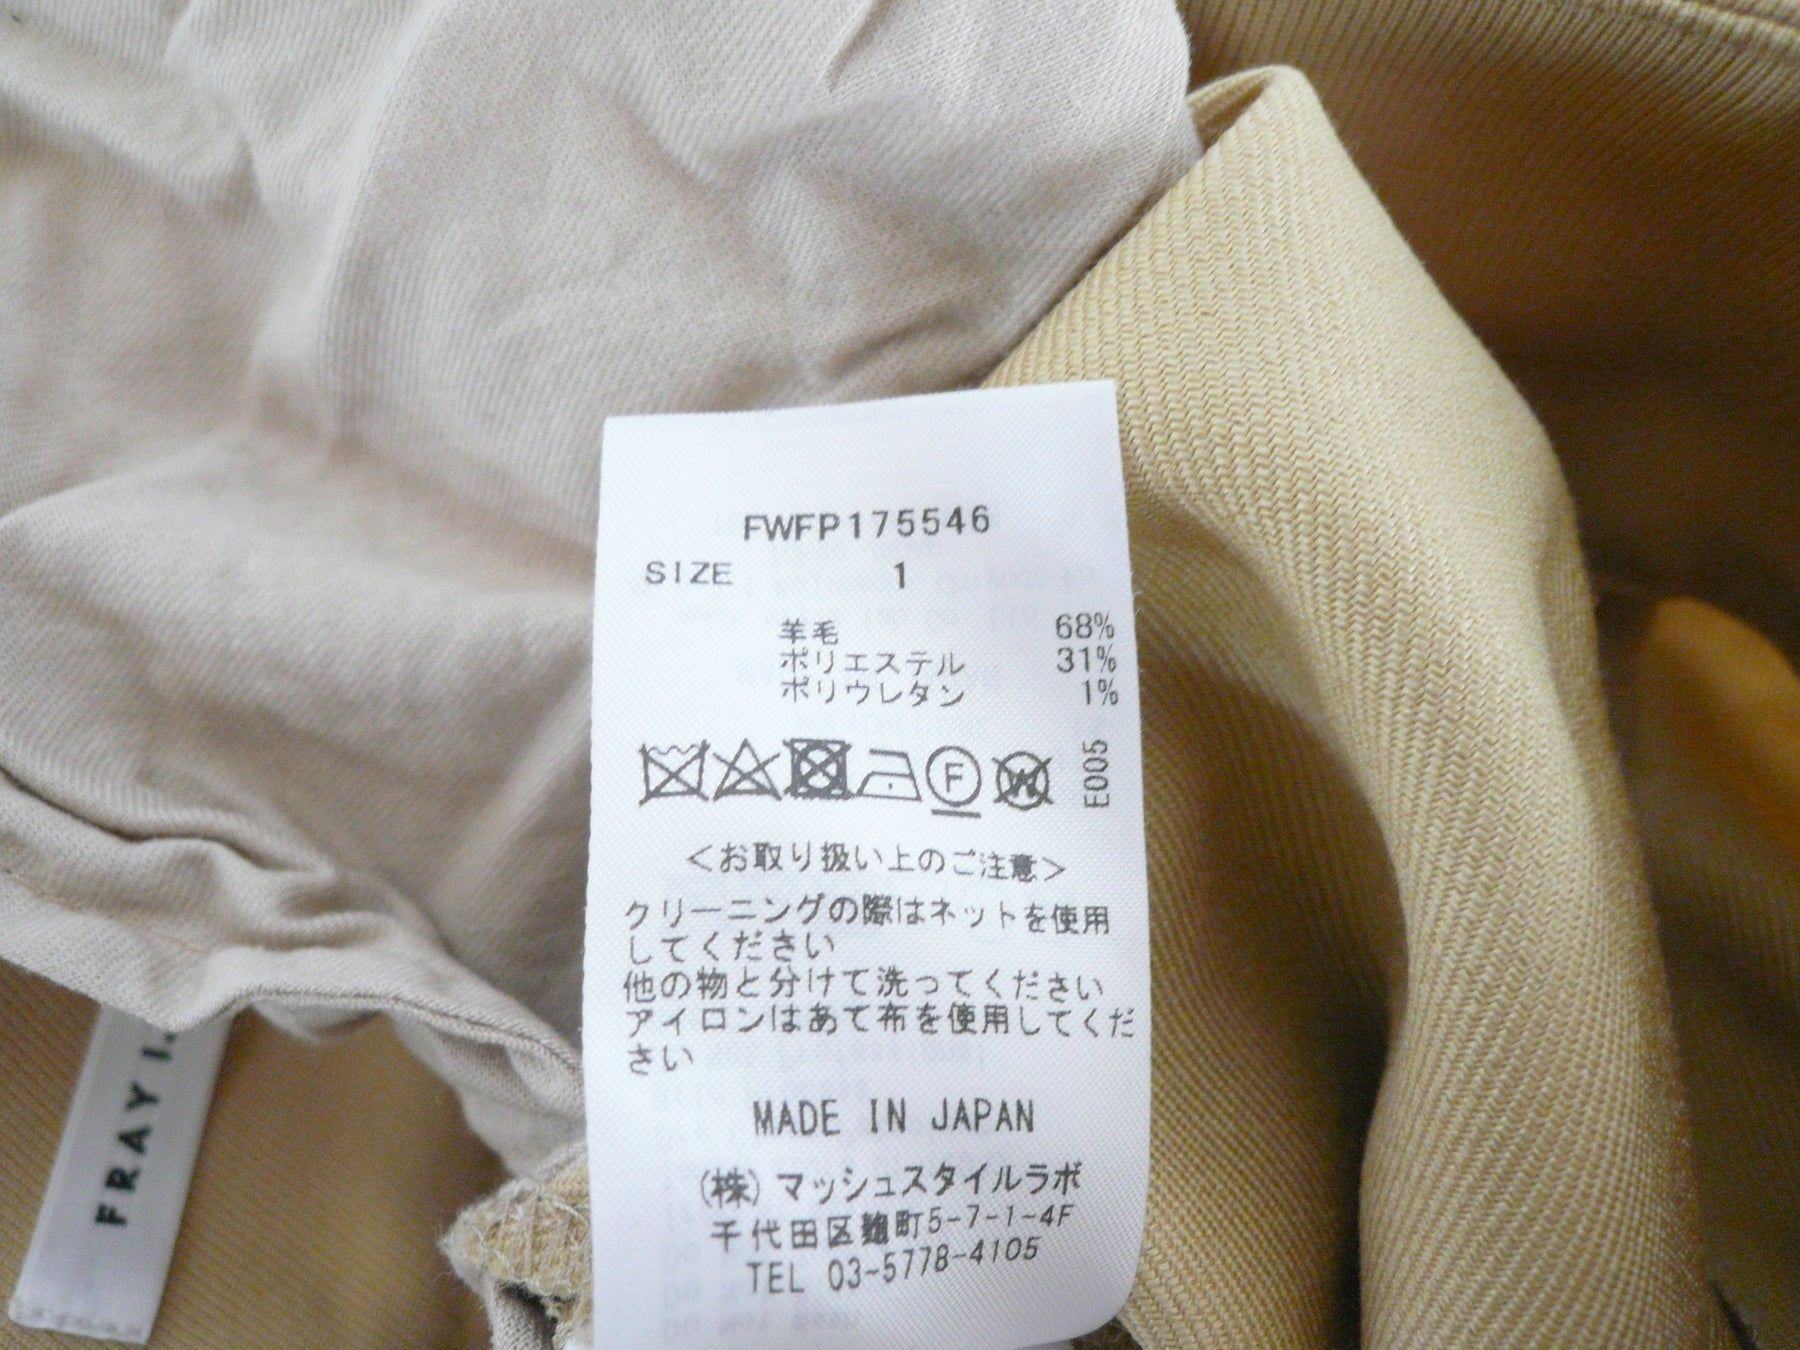 FWFP175546
SIZE 1
羊毛 68%
ポリエステル 31%
ポリウレタン 1%
F W E005
<お取り扱い上のご注意>
クリーニングの際はネットを使用
してください
他の物と分けて洗ってください
アイロンはあて布を使用してくだ
さい
MADE IN JAPAN
(株)マッシュスタイルラボ
千代田区麹町5-7-1-4F
TEL 03-5778-4105
FRAY I.